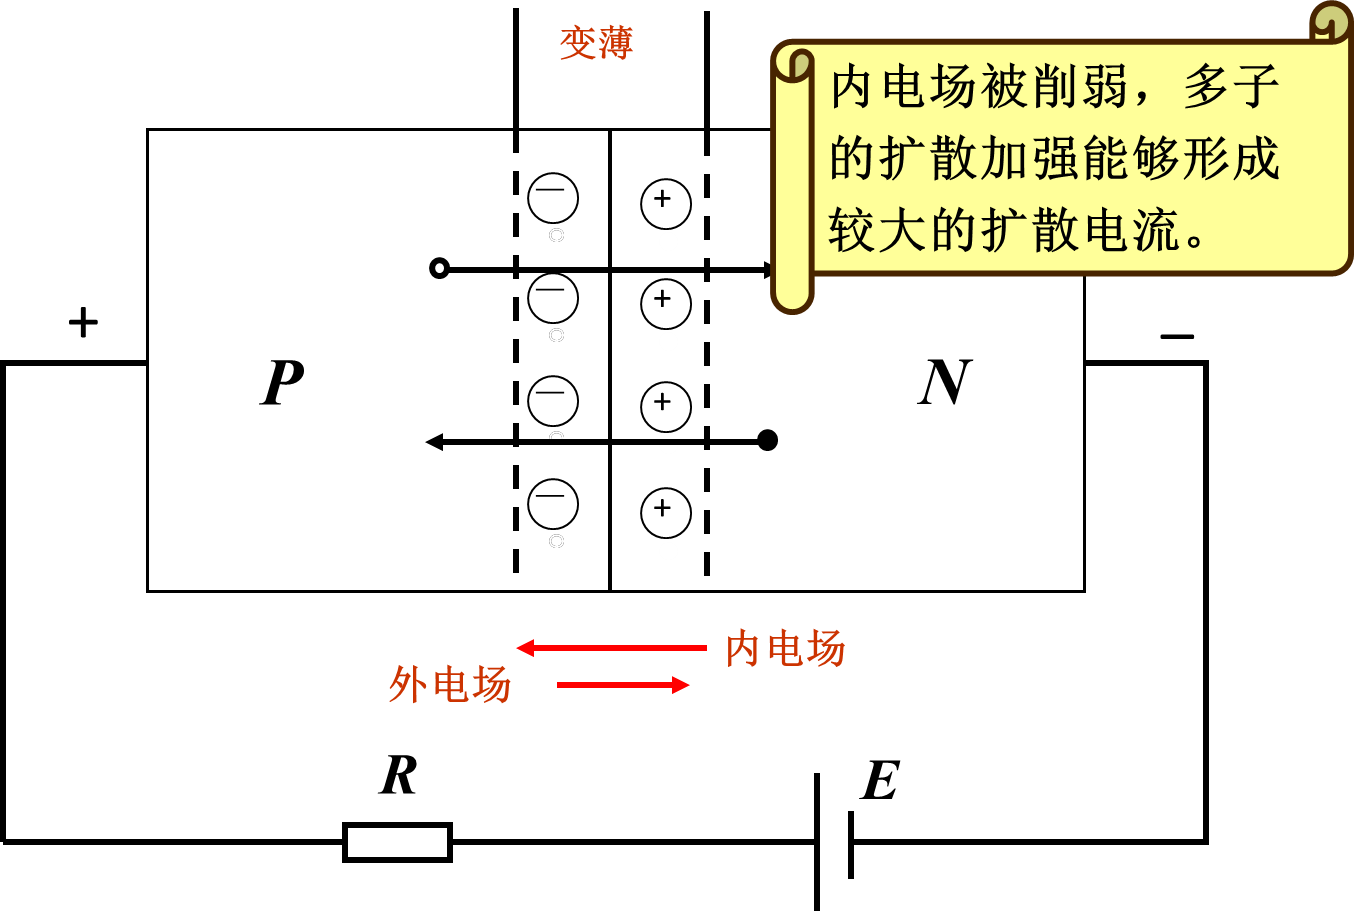 变薄
内电场被削弱，多子
的扩散加强能够形成
较大的扩散电流。
— +
— +
+ −
P N
— +
— +
内电场
外电场
R E